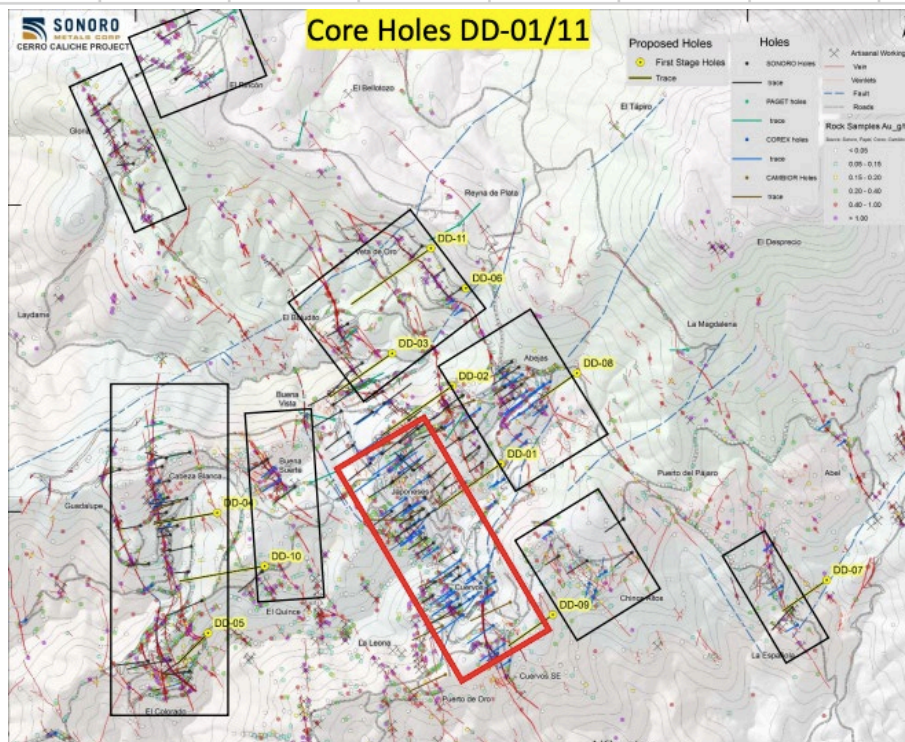 SONORO
METALS CORP
CERRO CALICHE PROJECT
Core Holes DD-01/11
Proposed Holes
First Stage Holes
Trace
Holes
SONORO Holes
trace
PAGET holes
trace
COREX holes
trace
CAMBIOR Holes
trace
Artisanal Working
Vein
Veinlets
Fault
Roads
Rock Samples Au_g/
< 0.05
0.05 - 0.15
0.15 - 0.20
0.20 - 0.40
0.40 - 1.00
> 1.00
El Rincón
El Bellotozo
Gloria
El Tápiro
Reyna de Plata
El Desprecio
Veta de Oro
DD-11
DD-06
Laydame
El Boludito
La Magdalena
DD-03
Abejas
DD-08
DD-02
Buena
Vista
Buena
Suerte
Cabeza Blanca
DD-01
Japoneses
Puerto del Pájaro
Abel
Guadalupe
DD-04
DD-10
Cuervos
DD-07
El Quince
Chinos Altos
DD-09
DD-05
La Leona
La Española
Cuervos SE
Puerto de Oro
El Colorado